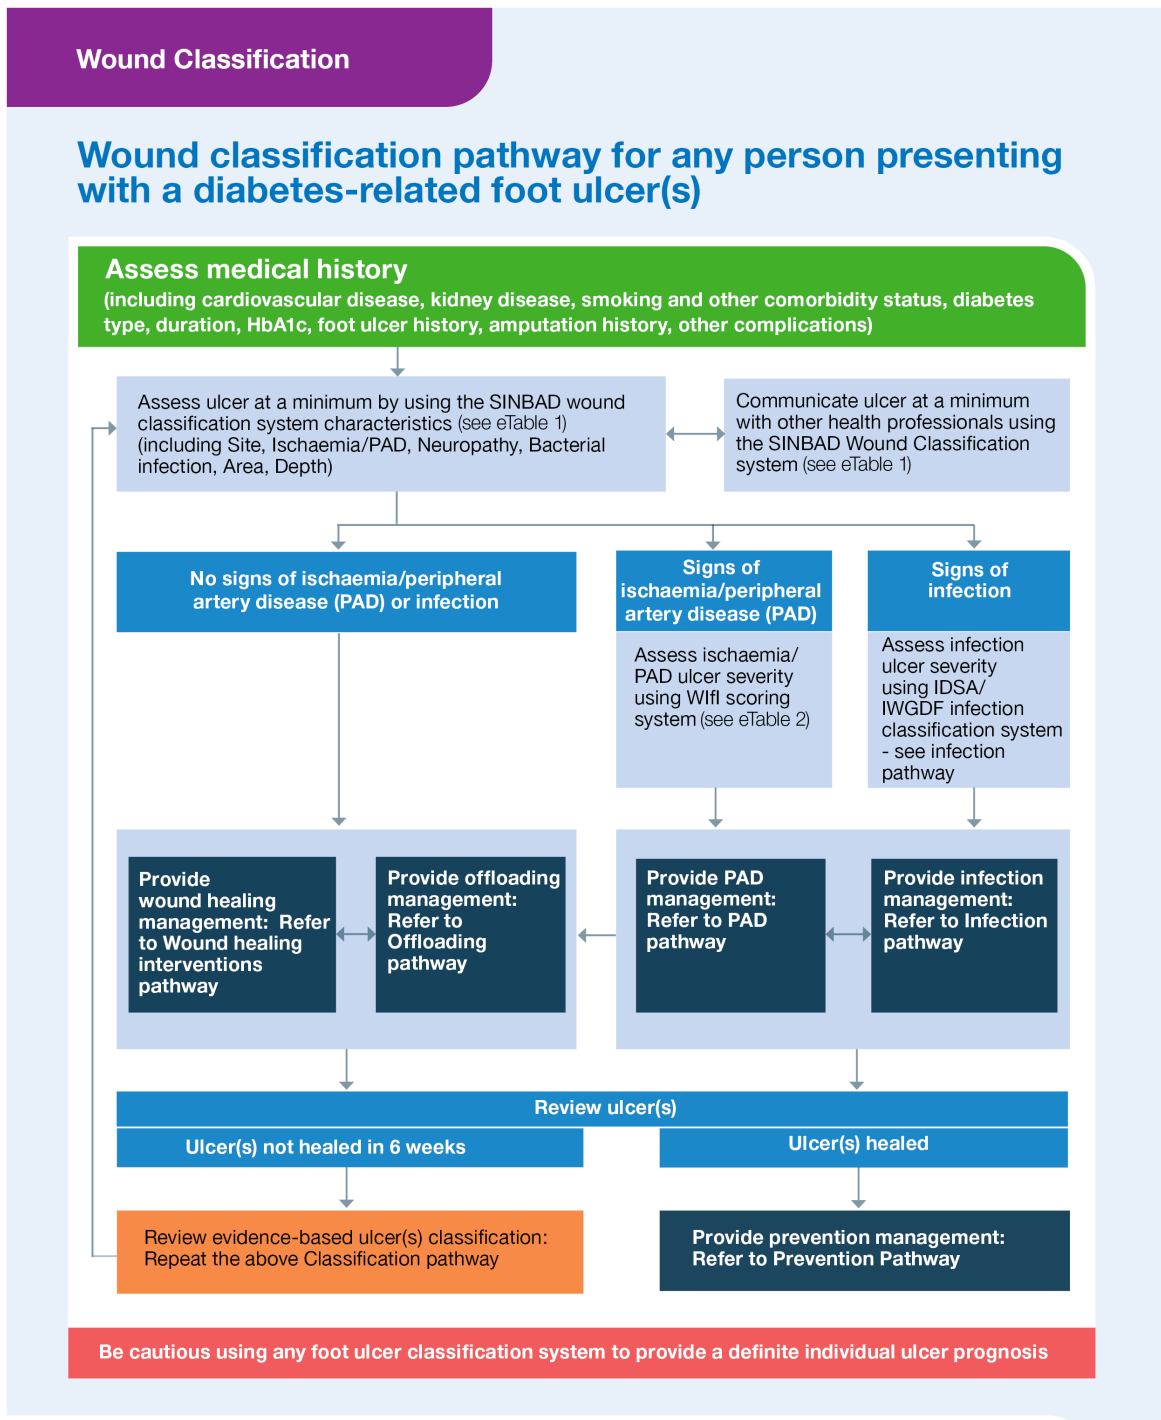 Wound Classification
Wound classification pathway for any person presenting
with a diabetes-related foot ulcer(s)
Assess medical history
(including cardiovascular disease, kidney disease, smoking and other comorbidity status, diabetes
type, duration, HbA1c, foot ulcer history, amputation history, other complications)
Assess ulcer at a minimum by using the SINBAD wound
classification system characteristics (see eTable 1)
(including Site, Ischaemia/PAD, Neuropathy, Bacterial
infection, Area, Depth)
Communicate ulcer at a minimum
with other health professionals using
the SINBAD Wound Classification
system (see eTable 1)
No signs of ischaemia/peripheral
artery disease (PAD) or infection
Signs of
ischaemia/peripheral
artery disease (PAD)
Assess ischaemia/
PAD ulcer severity
using WIfI scoring
system (see eTable 2)
Signs of
infection
Assess infection
ulcer severity
using IDSA/
IWGDF infection
classification system
- see infection
pathway
Provide
wound healing
management: Refer
to Wound healing
interventions
pathway
Provide offloading
management:
Refer to
Offloading
pathway
Provide PAD
management:
Refer to PAD
pathway
Provide infection
management:
Refer to Infection
pathway
Review ulcer(s)
Ulcer(s) not healed in 6 weeks
Ulcer(s) healed
Review evidence-based ulcer(s) classification:
Repeat the above Classification pathway
Provide prevention management:
Refer to Prevention Pathway
Be cautious using any foot ulcer classification system to provide a definite individual ulcer prognosis